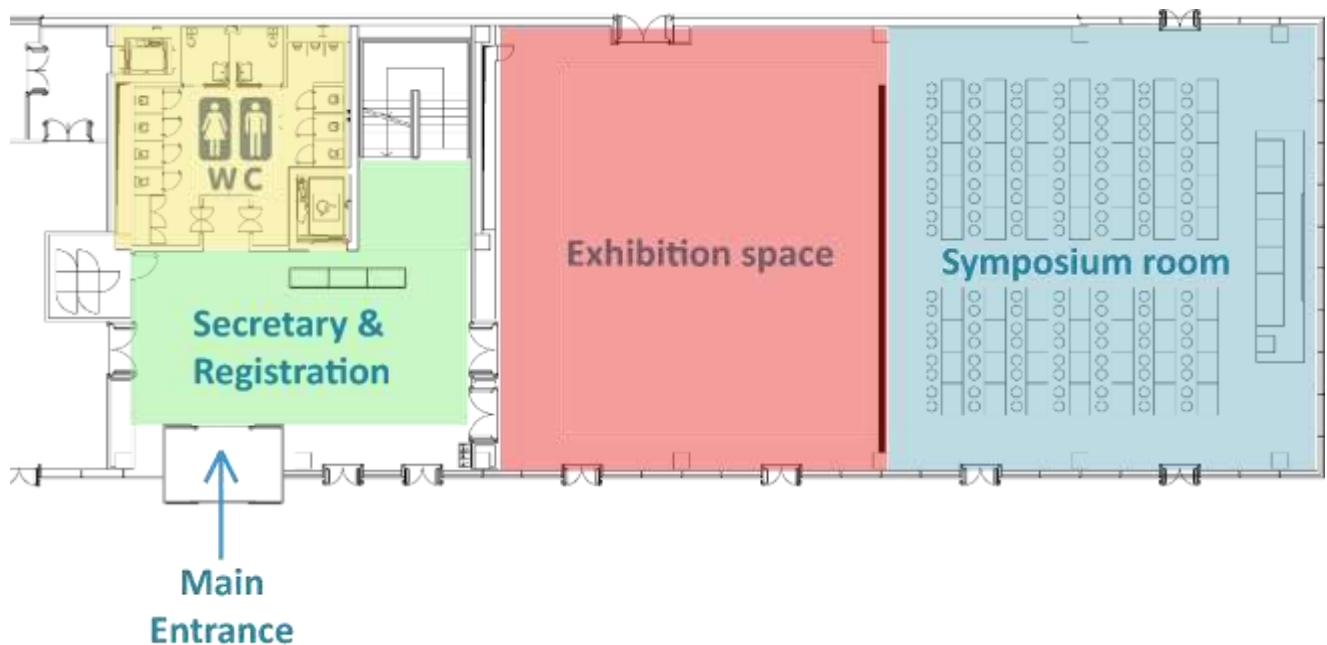 WC
Secretary &
Registration
Exhibition space
Symposium room
Main
Entrance